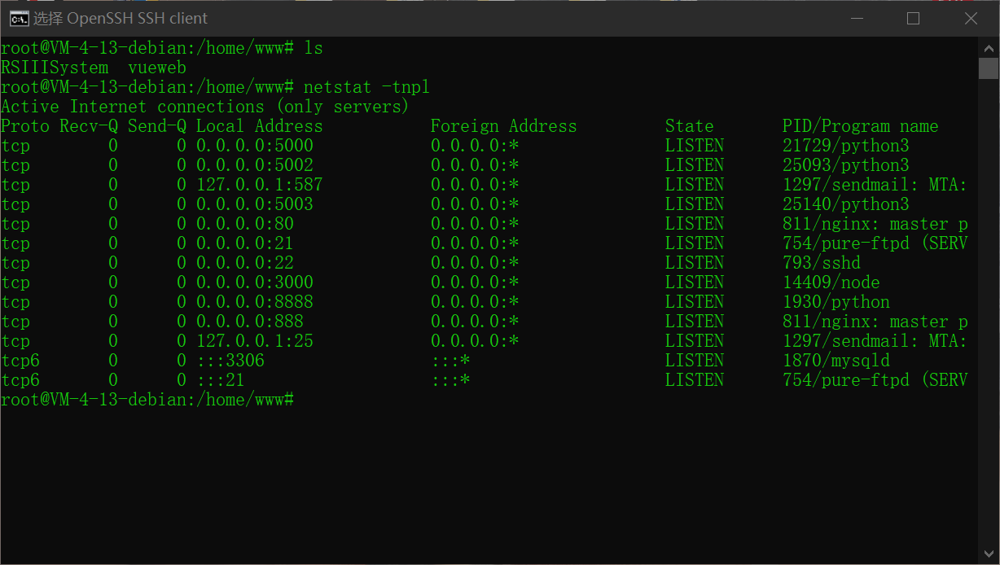 选择 OpenSSH SSH client
root@VM-4-13-debian:/home/www# ls
RSIIISystem  vueweb
root@VM-4-13-debian:/home/www# netstat -tnpl
Active Internet connections (only servers)
Proto Recv-Q Send-Q Local Address           Foreign Address         State       PID/Program name
tcp        0      0 0.0.0.0:5000            0.0.0.0:*               LISTEN      21729/python3
tcp        0      0 0.0.0.0:5002            0.0.0.0:*               LISTEN      25093/python3
tcp        0      0 127.0.0.1:587           0.0.0.0:*               LISTEN      1297/sendmail: MTA:
tcp        0      0 0.0.0.0:5003            0.0.0.0:*               LISTEN      25140/python3
tcp        0      0 0.0.0.0:80              0.0.0.0:*               LISTEN      811/nginx: master p
tcp        0      0 0.0.0.0:21              0.0.0.0:*               LISTEN      754/pure-ftpd (SERV
tcp        0      0 0.0.0.0:22              0.0.0.0:*               LISTEN      793/sshd
tcp        0      0 0.0.0.0:3000            0.0.0.0:*               LISTEN      14409/node
tcp        0      0 0.0.0.0:8888            0.0.0.0:*               LISTEN      1930/python
tcp        0      0 0.0.0.0:888             0.0.0.0:*               LISTEN      811/nginx: master p
tcp        0      0 127.0.0.1:25            0.0.0.0:*               LISTEN      1297/sendmail: MTA:
tcp6       0      0 :::3306                 :::*                    LISTEN      1870/mysqld
tcp6       0      0 :::21                   :::*                    LISTEN      754/pure-ftpd (SERV
root@VM-4-13-debian:/home/www#